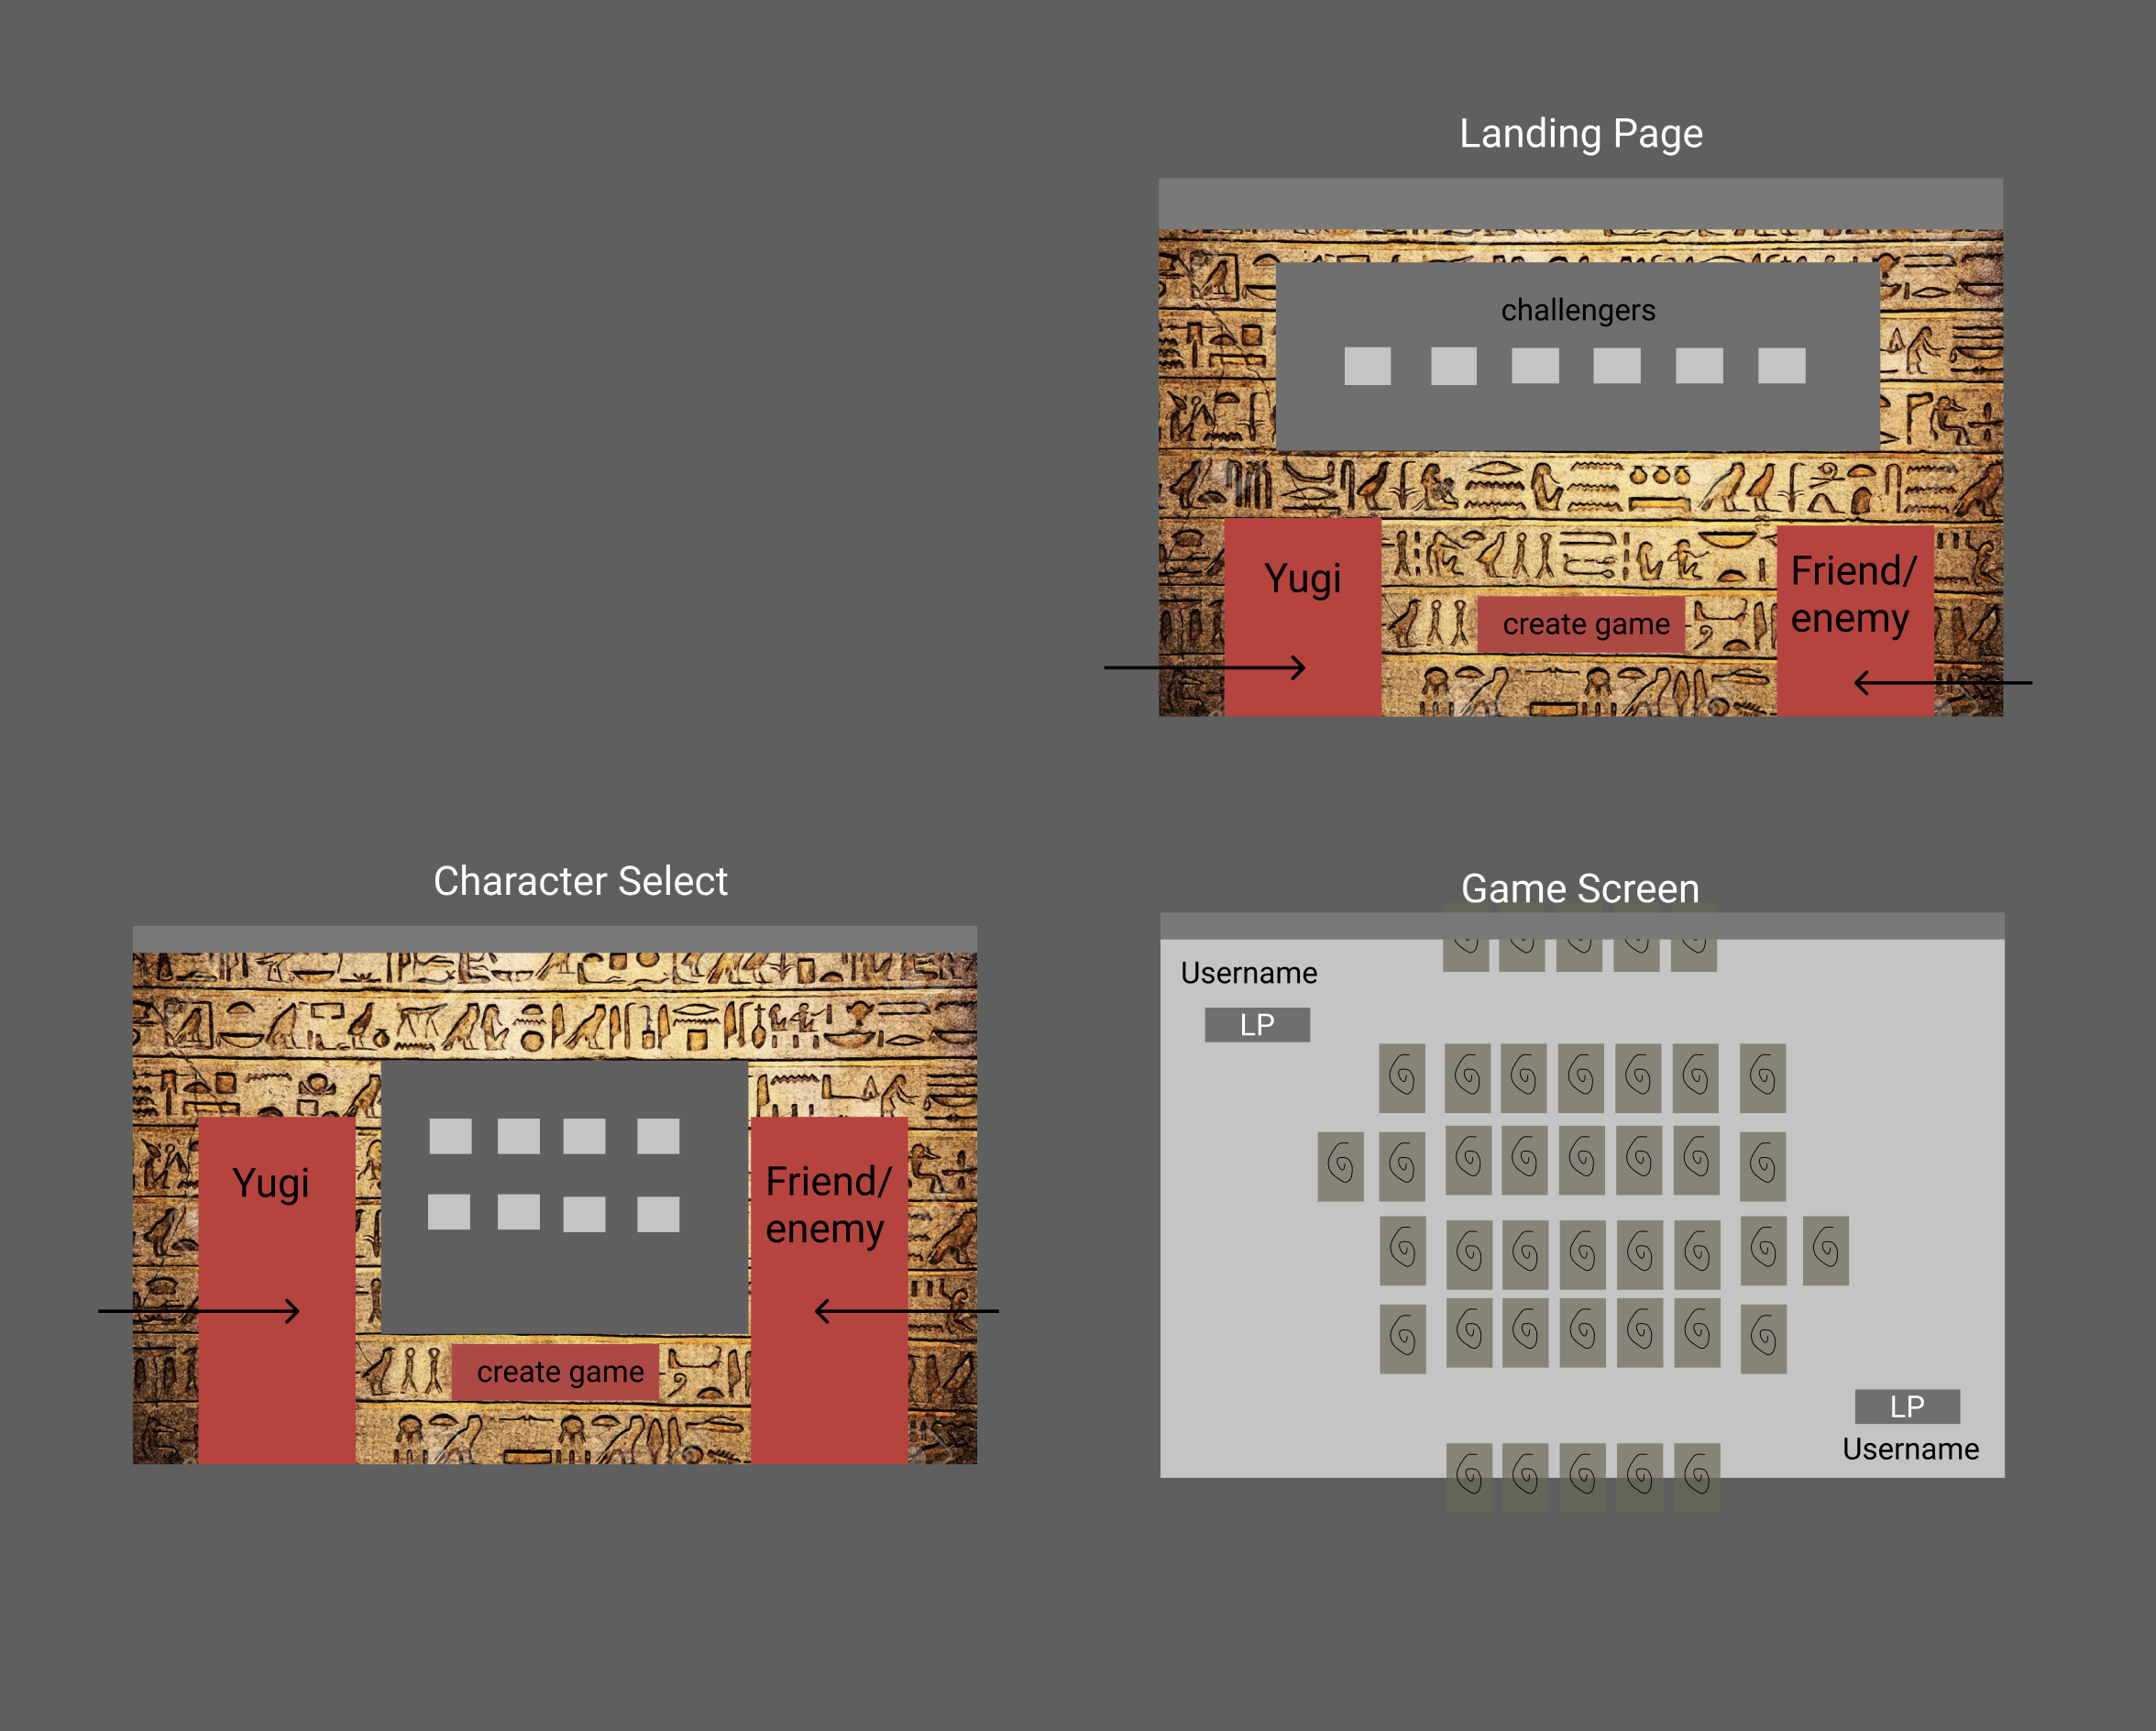 Landing Page
challengers
Yugi
Friend/
enemy
create game
Character Select
Yugi
Friend/
enemy
create game
Game Screen
Username
LP
LP
Username